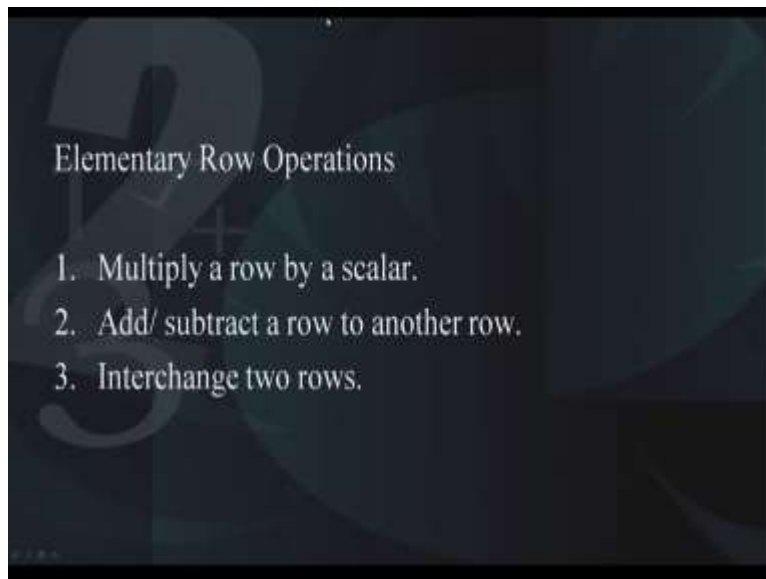 Elementary Row Operations
1. Multiply a row by a scalar.
2. Add/ subtract a row to another row.
3. Interchange two rows.